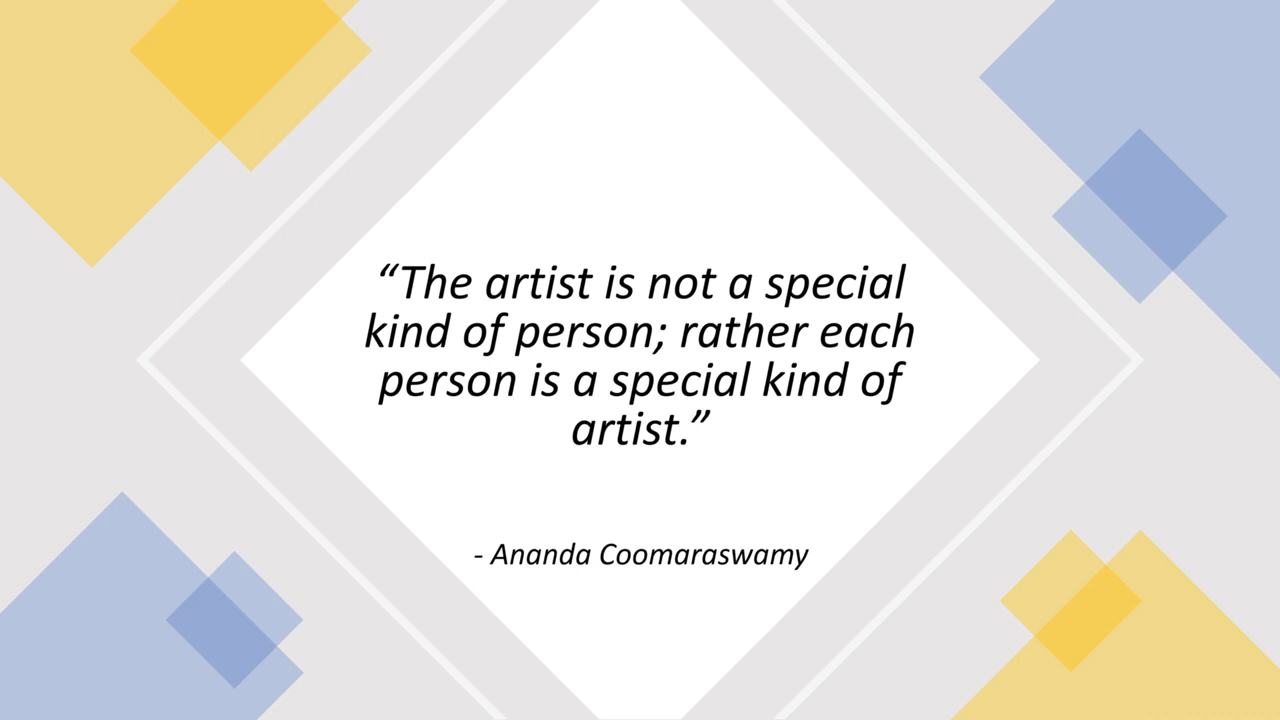 “The artist is not a special
kind of person; rather each
person is a special kind of
artist.”
- Ananda Coomaraswamy